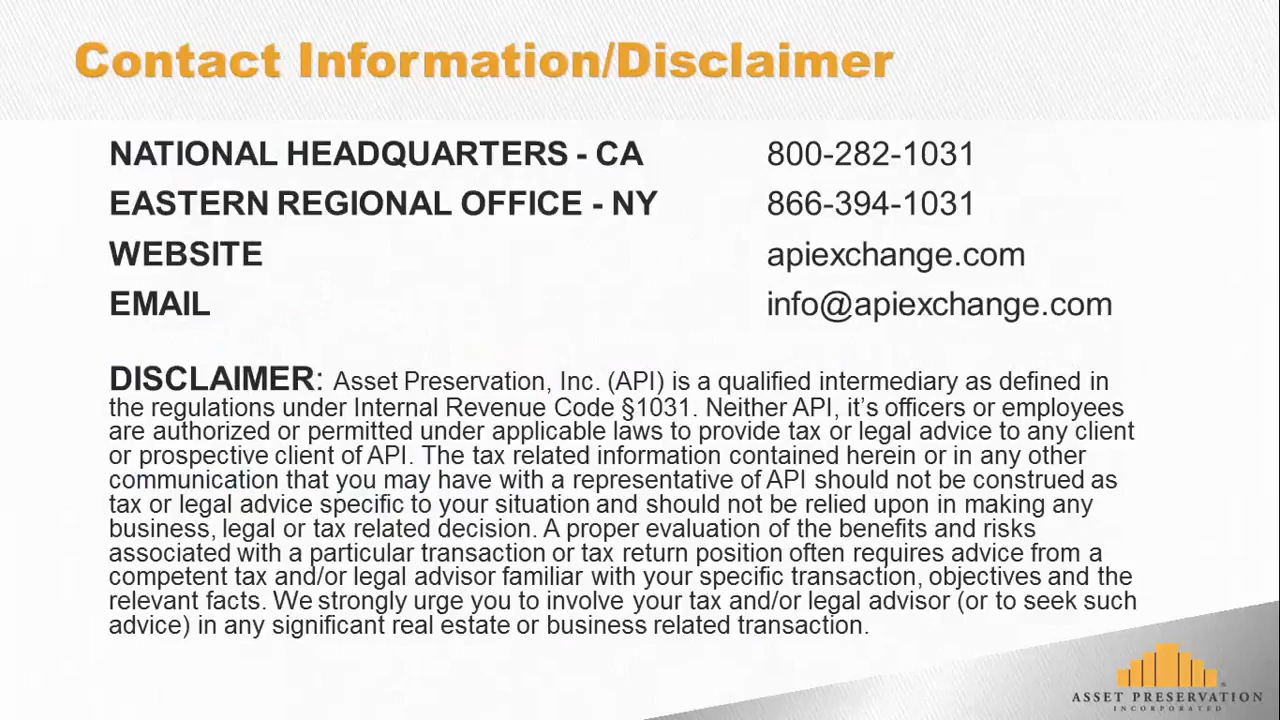 Contact Information/Disclaimer
NATIONAL HEADQUARTERS - CA 800-282-1031
EASTERN REGIONAL OFFICE - NY 866-394-1031
WEBSITE apiexchange.com
EMAIL info@apiexchange.com
DISCLAIMER: Asset Preservation, Inc. (API) is a qualified intermediary as defined in
the regulations under Internal Revenue Code §1031. Neither API, it's officers or employees
are authorized or permitted under applicable laws to provide tax or legal advice to any client
or prospective client of API. The tax related information contained herein or in any other
communication that you may have with a representative of API should not be construed as
tax or legal advice specific to your situation and should not be relied upon in making any
business, legal or tax related decision. A proper evaluation of the benefits and risks
associated with a particular transaction or tax return position often requires advice from a
competent tax and/or legal advisor familiar with your specific transaction, objectives and the
relevant facts. We strongly urge you to involve your tax and/or legal advisor (or to seek such
advice) in any significant real estate or business related transaction.
ASSET PRESERVATION
INCORPORATED